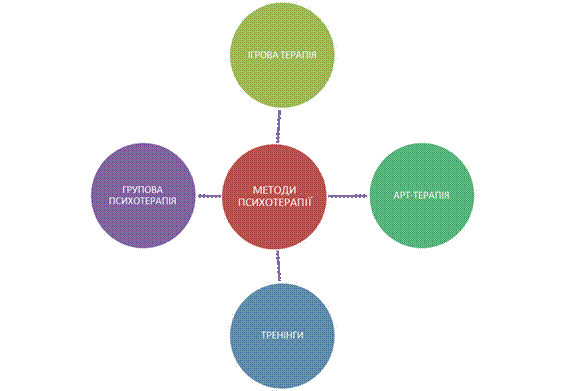 ІГРОВА ТЕРАПІЯ
ГРУПОВА
ПСИХОТЕРАПІЯ
МЕТОДИ
ПСИХОТЕРАПІЇ
АРТ-ТЕРАПІЯ
ТРЕНІНГИ